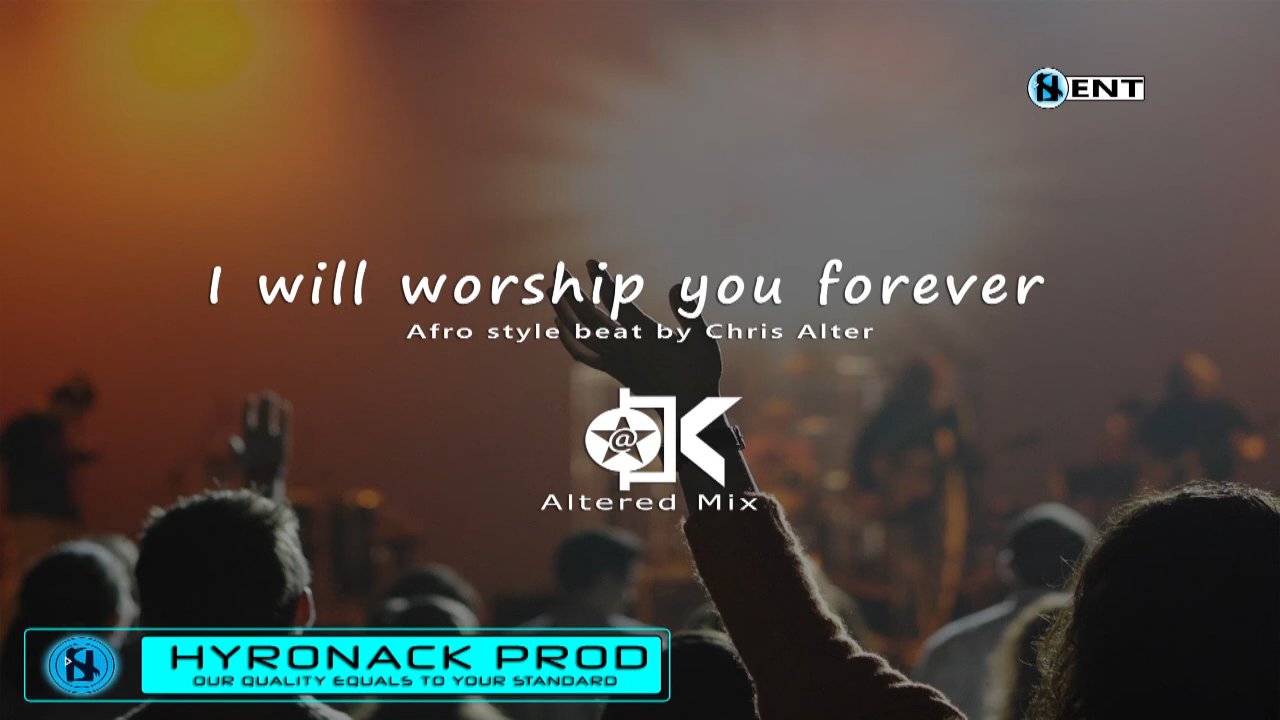 ENT
I will worship you forever
Afro style beat by Chris Alter
@ K
Altered Mix
HYRONACK PROD
OUR QUALITY EQUALS TO YOUR STANDARD